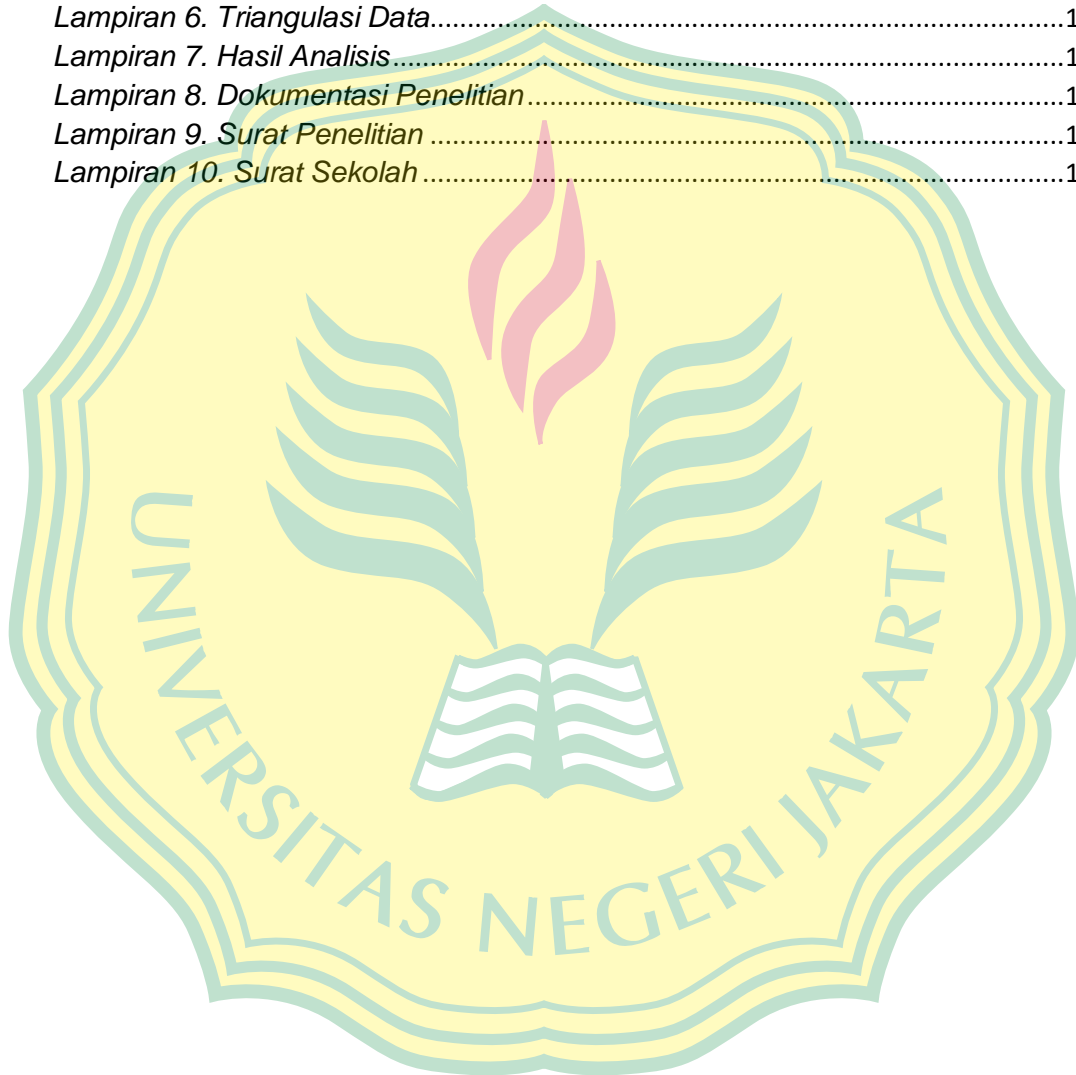 Lampiran 6. Triangulasi Data........................................................................................1
Lampiran 7. Hasil Analisis.............................................................................................1
Lampiran 8. Dokumentasi Penelitian..........................................................................1
Lampiran 9. Surat Penelitian........................................................................................1
Lampiran 10. Surat Sekolah.........................................................................................1
UNIVERSITAS NEGERI JAKARTA